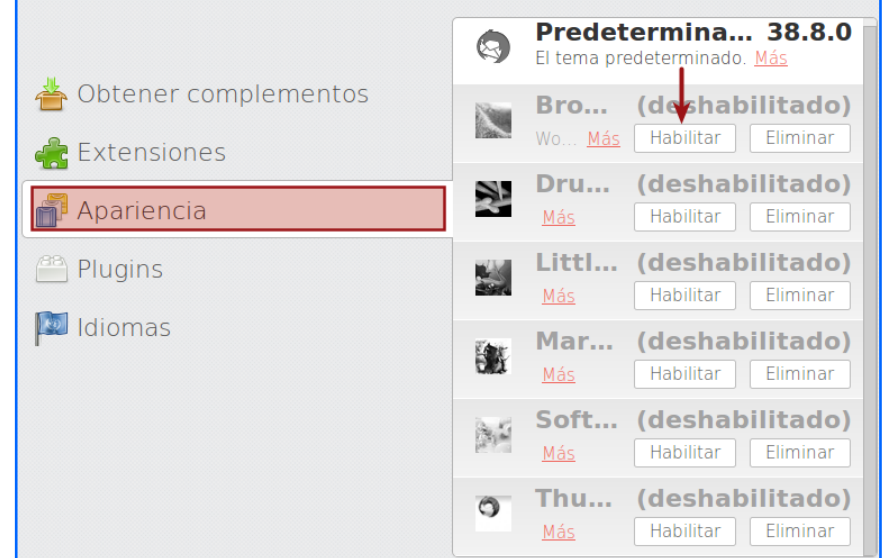 Obtener complementos
Extensiones
Apariencia
Plugins
Idiomas
Predetermina... 38.8.0
El tema predeterminado. Más
Bro... (deshabilitado)
Wo... Más Habilitar Eliminar
Dru... (deshabilitado)
Más Habilitar Eliminar
Littl... (deshabilitado)
Más Habilitar Eliminar
Mar... (deshabilitado)
Más Habilitar Eliminar
Soft... (deshabilitado)
Más Habilitar Eliminar
Thu... (deshabilitado)
Más Habilitar Eliminar